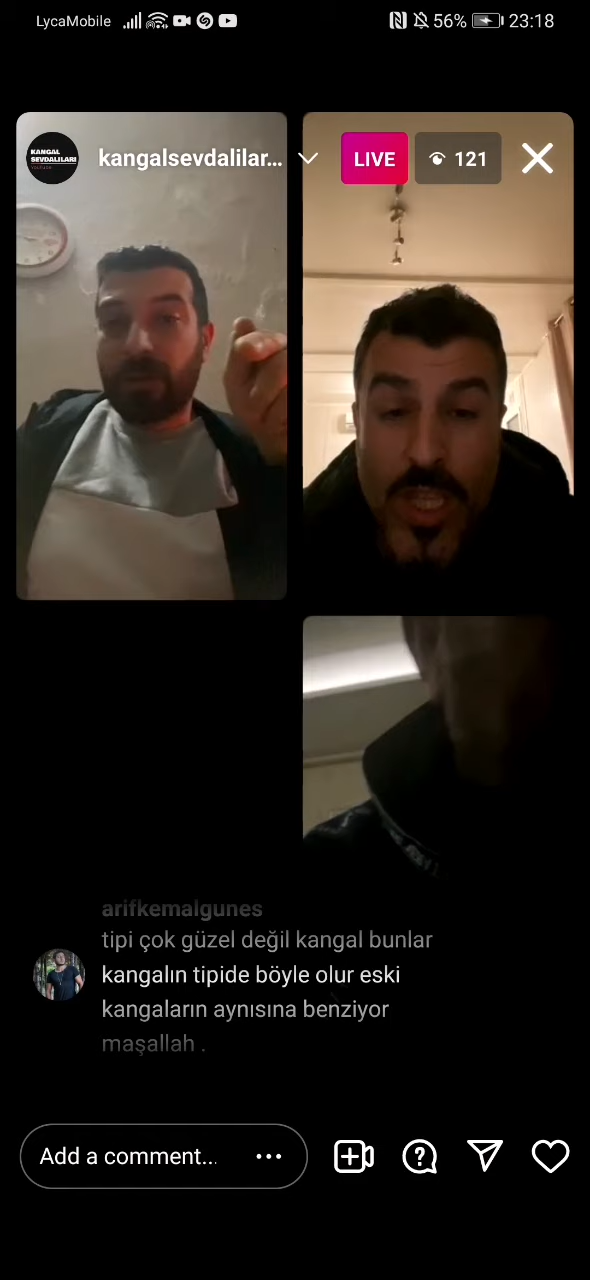 LycaMobile
56%
23:18
KANGAL
SEVDALILARI
YOUTUBE
kangalsevdalilar...
LIVE
121
arifkemalgunes
tipi çok güzel değil kangal bunlar
kangalın tipide böyle olur eski
kangaların aynısına benziyor
maşallah .
Add a comment...